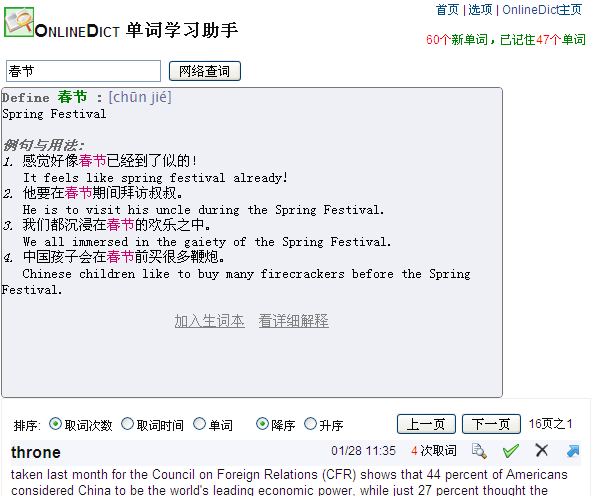 首页 | 选项 | OnlineDict主页
OnlineDict 单词学习助手
60个新单词，已记住47个单词
春节 网络查词
Define 春节 : [chūn jié]
Spring Festival
例句与用法:
1. 感觉好像春节已经到了似的!
It feels like spring festival already!
2. 他要在春节期间拜访叔叔。
He is to visit his uncle during the Spring Festival.
3. 我们都沉浸在春节的欢乐之中。
We all immersed in the gaiety of the Spring Festival.
4. 中国孩子会在春节前买很多鞭炮。
Chinese children like to buy many firecrackers before the Spring
Festival.
加入生词本 看详细解释
排序: 取词次数 取词时间 单词 降序 升序 上一页 下一页 16页之1
throne 01/28 11:35 4 次取词
taken last month for the Council on Foreign Relations (CFR) shows that 44 percent of Americans
considered China to be the world's leading economic power, while just 27 percent thought the